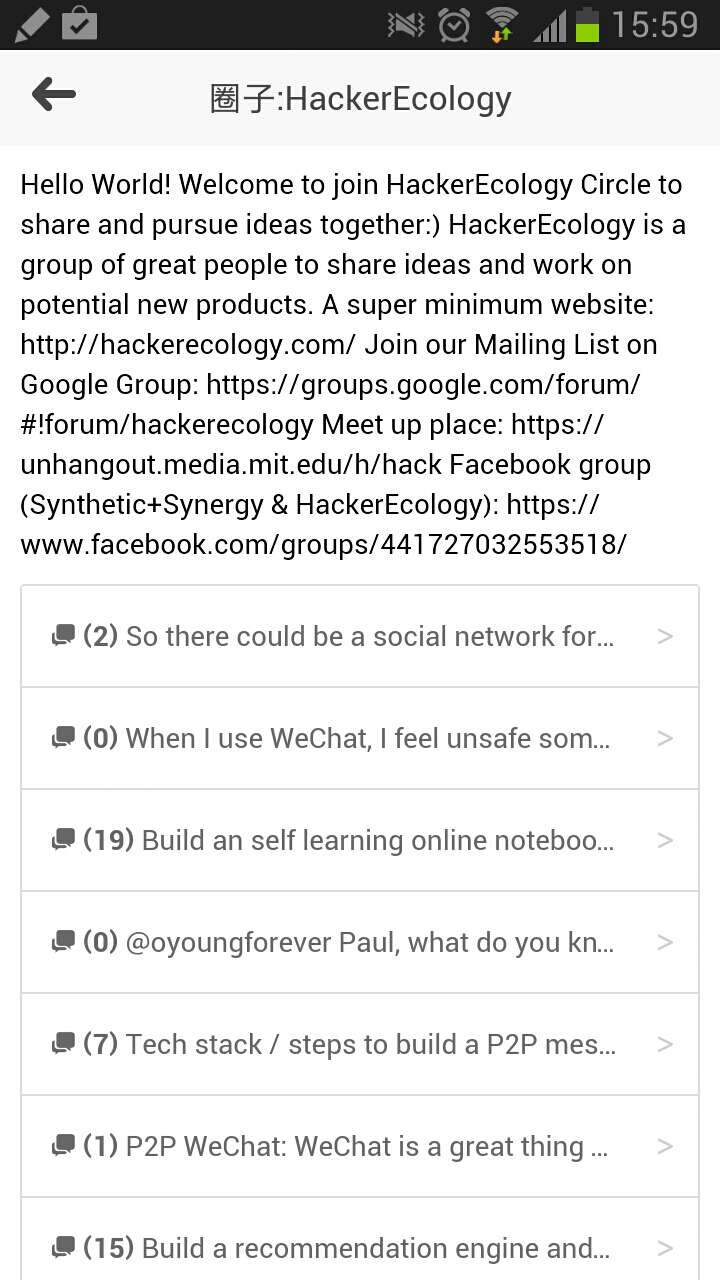 15:59
圈子:HackerEcology
Hello World! Welcome to join HackerEcology Circle to
share and pursue ideas together:) HackerEcology is a
group of great people to share ideas and work on
potential new products. A super minimum website:
http://hackerecology.com/ Join our Mailing List on
Google Group: https://groups.google.com/forum/
#!forum/hackerecology Meet up place: https://
unhangout.media.mit.edu/h/hack Facebook group
(Synthetic+Synergy & HackerEcology): https://
www.facebook.com/groups/441727032553518/
(2) So there could be a social network for... >
(0) When I use WeChat, I feel unsafe som... >
(19) Build an self learning online noteboo... >
(0) @oyoungforever Paul, what do you kn... >
(7) Tech stack / steps to build a P2P mes... >
(1) P2P WeChat: WeChat is a great thing ... >
(15) Build a recommendation engine and... >